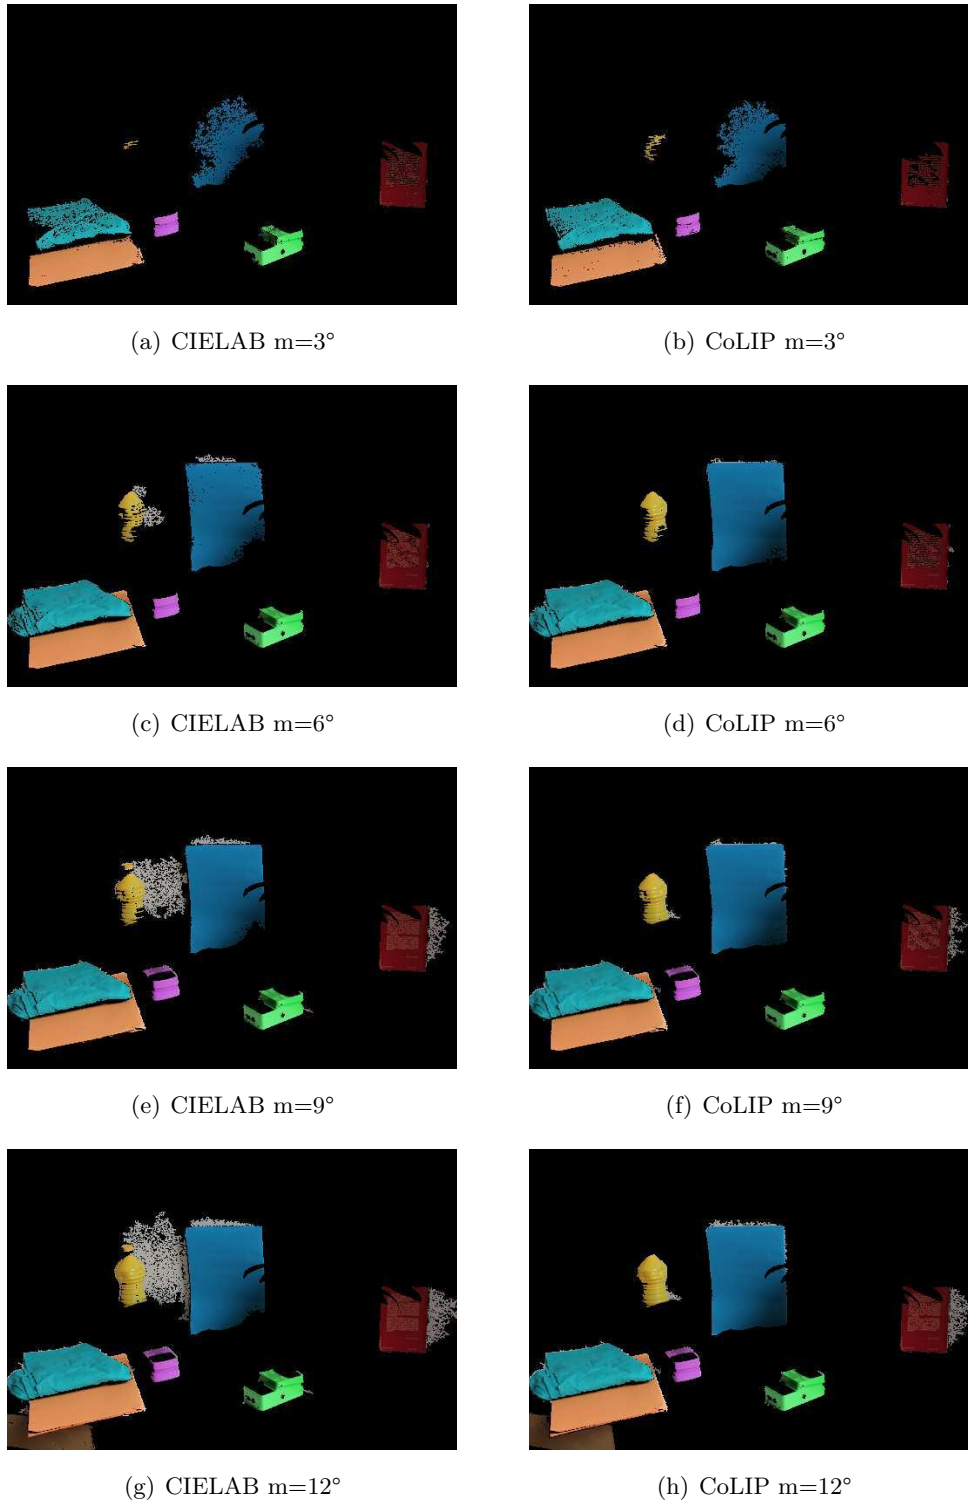 (a) CIELAB m=3°
(b) CoLIP m=3°
(c) CIELAB m=6°
(d) CoLIP m=6°
(e) CIELAB m=9°
(f) CoLIP m=9°
(g) CIELAB m=12°
(h) CoLIP m=12°